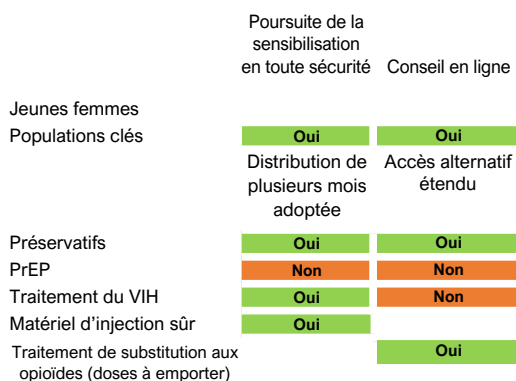 Poursuite de la
sensibilisation
en toute sécurité Conseil en ligne
Jeunes femmes
Populations clés Oui Oui
Distribution de Accès alternatif
plusieurs mois étendu
adoptée
Préservatifs Oui Oui
PrEP Non Non
Traitement du VIH Oui Non
Matériel d'injection sûr Oui
Traitement de substitution aux Oui
opioïdes (doses à emporter)